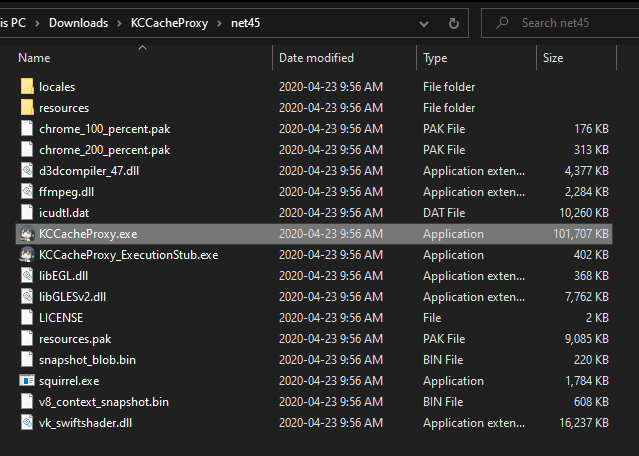 is PC > Downloads > KCCacheProxy > net45 Search net45
Name Date modified Type Size
locales 2020-04-23 9:56 AM File folder
resources 2020-04-23 9:56 AM File folder
chrome_100_percent.pak 2020-04-23 9:56 AM PAK File 176 KB
chrome_200_percent.pak 2020-04-23 9:56 AM PAK File 313 KB
d3dcompiler_47.dll 2020-04-23 9:56 AM Application exten... 4,377 KB
ffmpeg.dll 2020-04-23 9:56 AM Application exten... 2,284 KB
icudtl.dat 2020-04-23 9:56 AM DAT File 10,260 KB
KCCacheProxy.exe 2020-04-23 9:56 AM Application 101,707 KB
KCCacheProxy_ExecutionStub.exe 2020-04-23 9:56 AM Application 402 KB
libEGL.dll 2020-04-23 9:56 AM Application exten... 368 KB
libGLESv2.dll 2020-04-23 9:56 AM Application exten... 7,762 KB
LICENSE 2020-04-23 9:56 AM File 2 KB
resources.pak 2020-04-23 9:56 AM PAK File 9,085 KB
snapshot_blob.bin 2020-04-23 9:56 AM BIN File 220 KB
squirrel.exe 2020-04-23 9:56 AM Application 1,784 KB
v8_context_snapshot.bin 2020-04-23 9:56 AM BIN File 608 KB
vk_swiftshader.dll 2020-04-23 9:56 AM Application exten... 16,237 KB